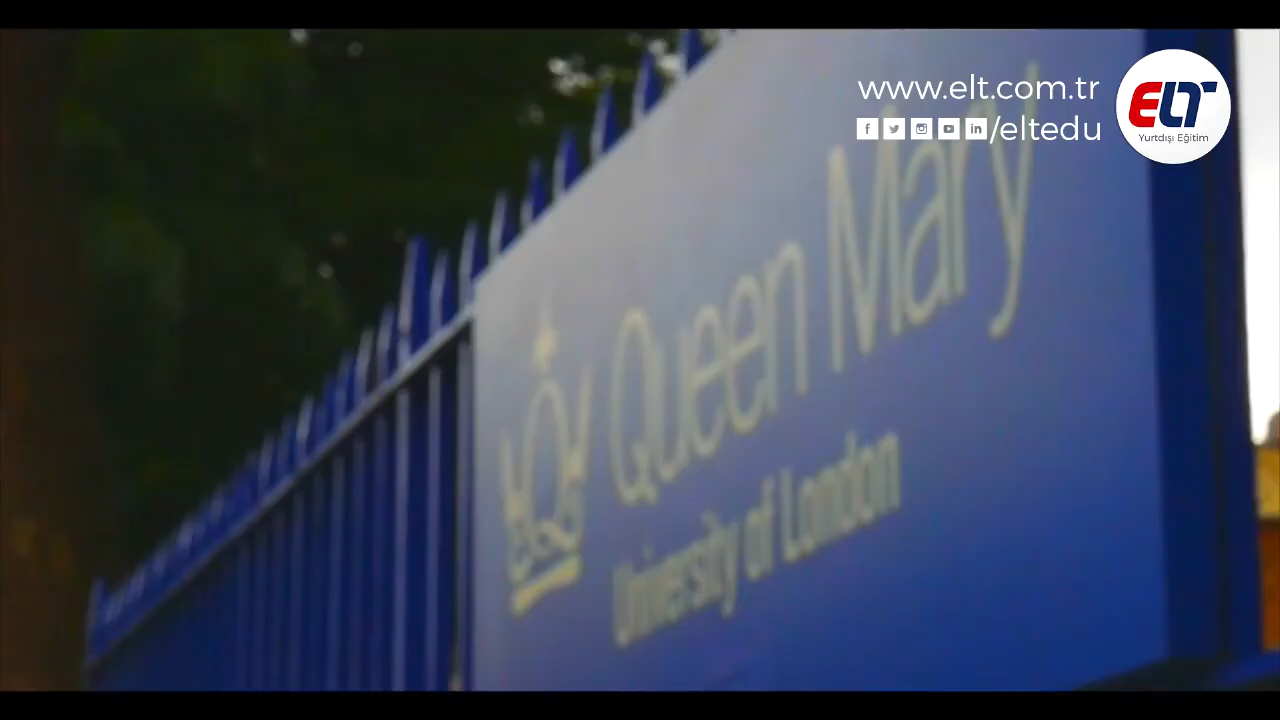 www.elt.com.tr
/eltedu
ELT
Yurtdışı Eğitim
Queen Mary
University of London